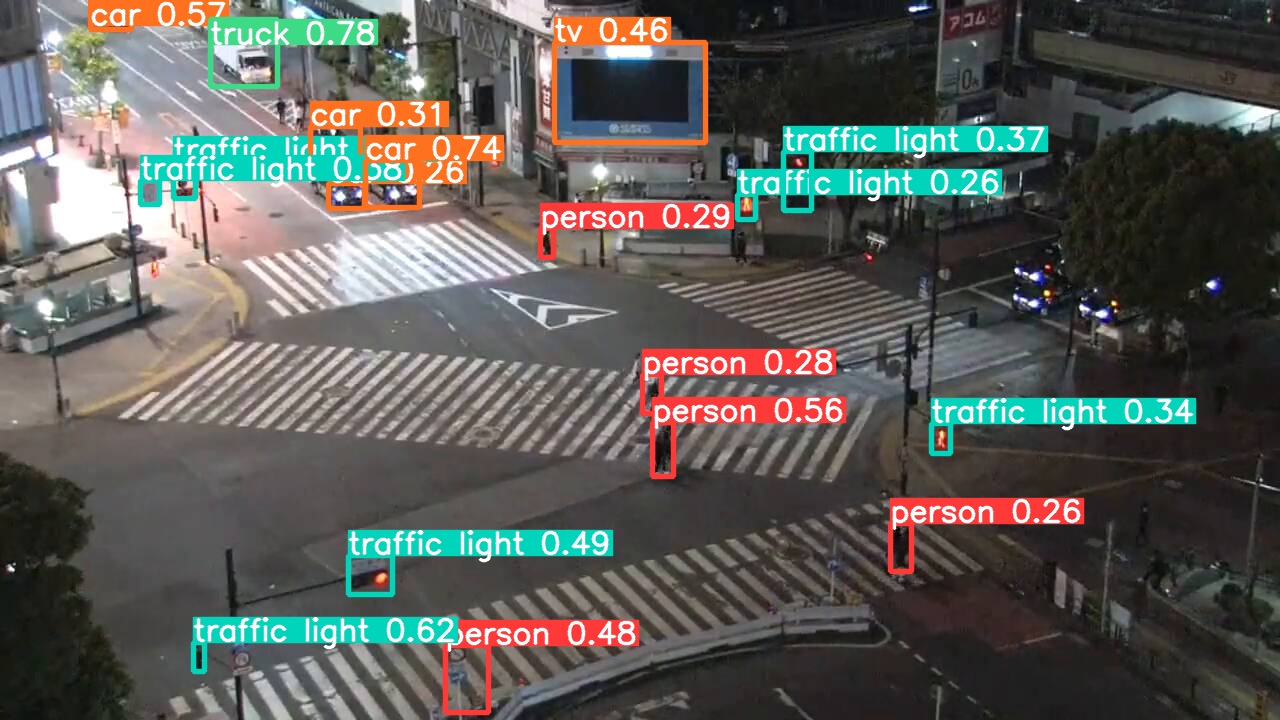 car 0.57
truck 0.78
tv 0.46
アコム
car 0.31
traffic light 0.37
car 0.74
traffic light
traffic light 0.58
26
traffic light 0.26
person 0.29
person 0.28
person 0.56
traffic light 0.34
person 0.26
traffic light 0.49
traffic light 0.62
person 0.48